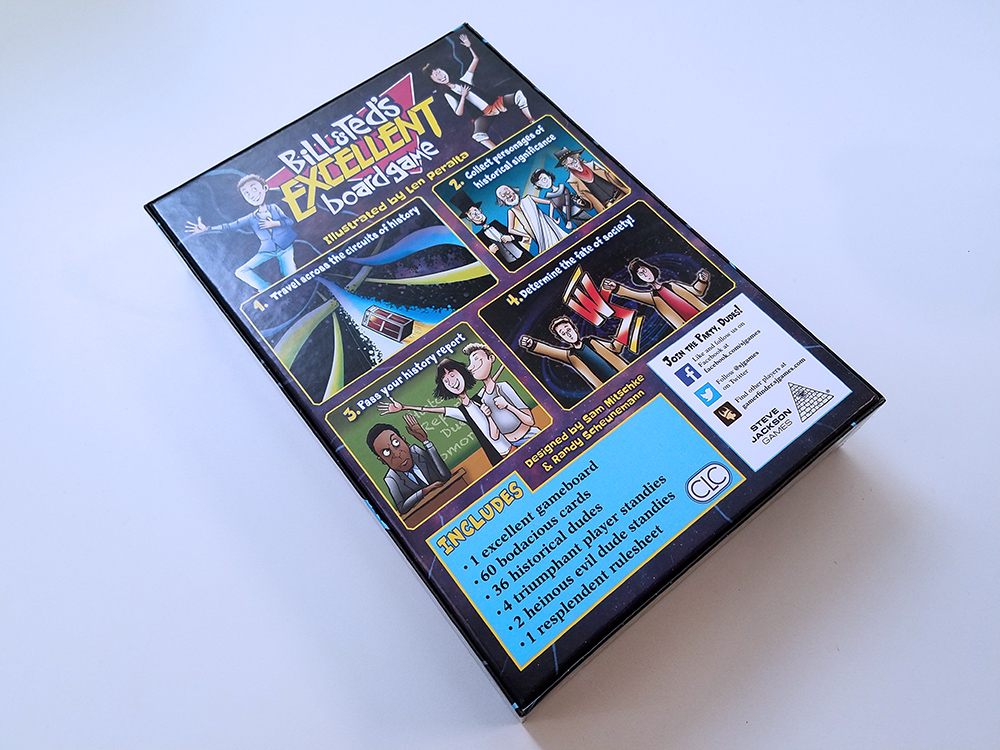 Bill & Ted's
EXCELLENT
boardgame
Illustrated by Len Peralta
1. Travel across the circuits of history
2. Collect personages of
historical significance
3. Pass your history report
4. Determine the fate of society!
Designed by Sam Mitschke
& Randy Scheunemann
INCLUDES
• 1 excellent gameboard
• 60 bodacious cards
• 36 historical dudes
• 4 triumphant player standies
• 2 heinous evil dude standies
• 1 resplendent rulesheet
CLC
Join the Party, Dudes!
Like and follow us on
Facebook at
facebook.com/sjgames
Follow @sjgames
on Twitter
Find other players at
gamerfinder.sjgames.com
STEVE
JACKSON
GAMES